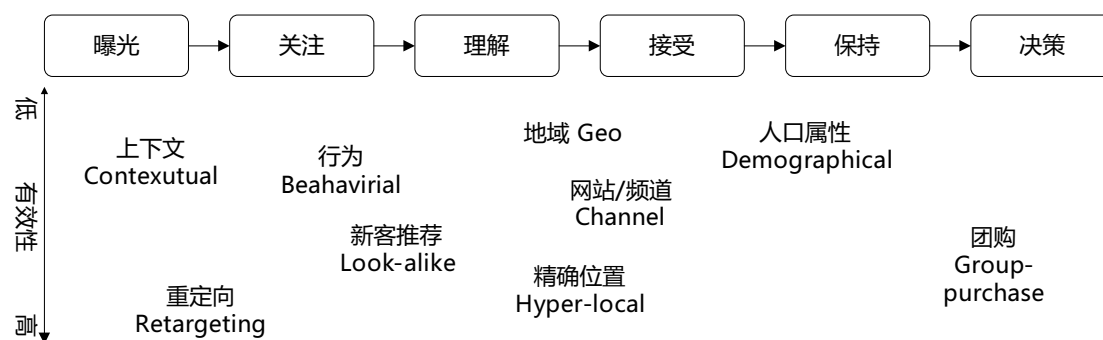 曝光
关注
理解
接受
保持
决策
低
有效性
高
上下文
Contexutual
行为
Beahavirial
地域 Geo
人口属性
Demographical
网站/频道
Channel
新客推荐
Look-alike
团购
Group-
purchase
精确位置
Hyper-local
重定向
Retargeting